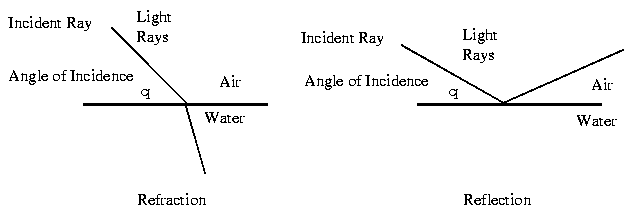 Incident Ray
Light
Rays
Angle of Incidence
q
Air
Water
Refraction
Incident Ray
Light
Rays
Angle of Incidence
q
Air
Water
Reflection